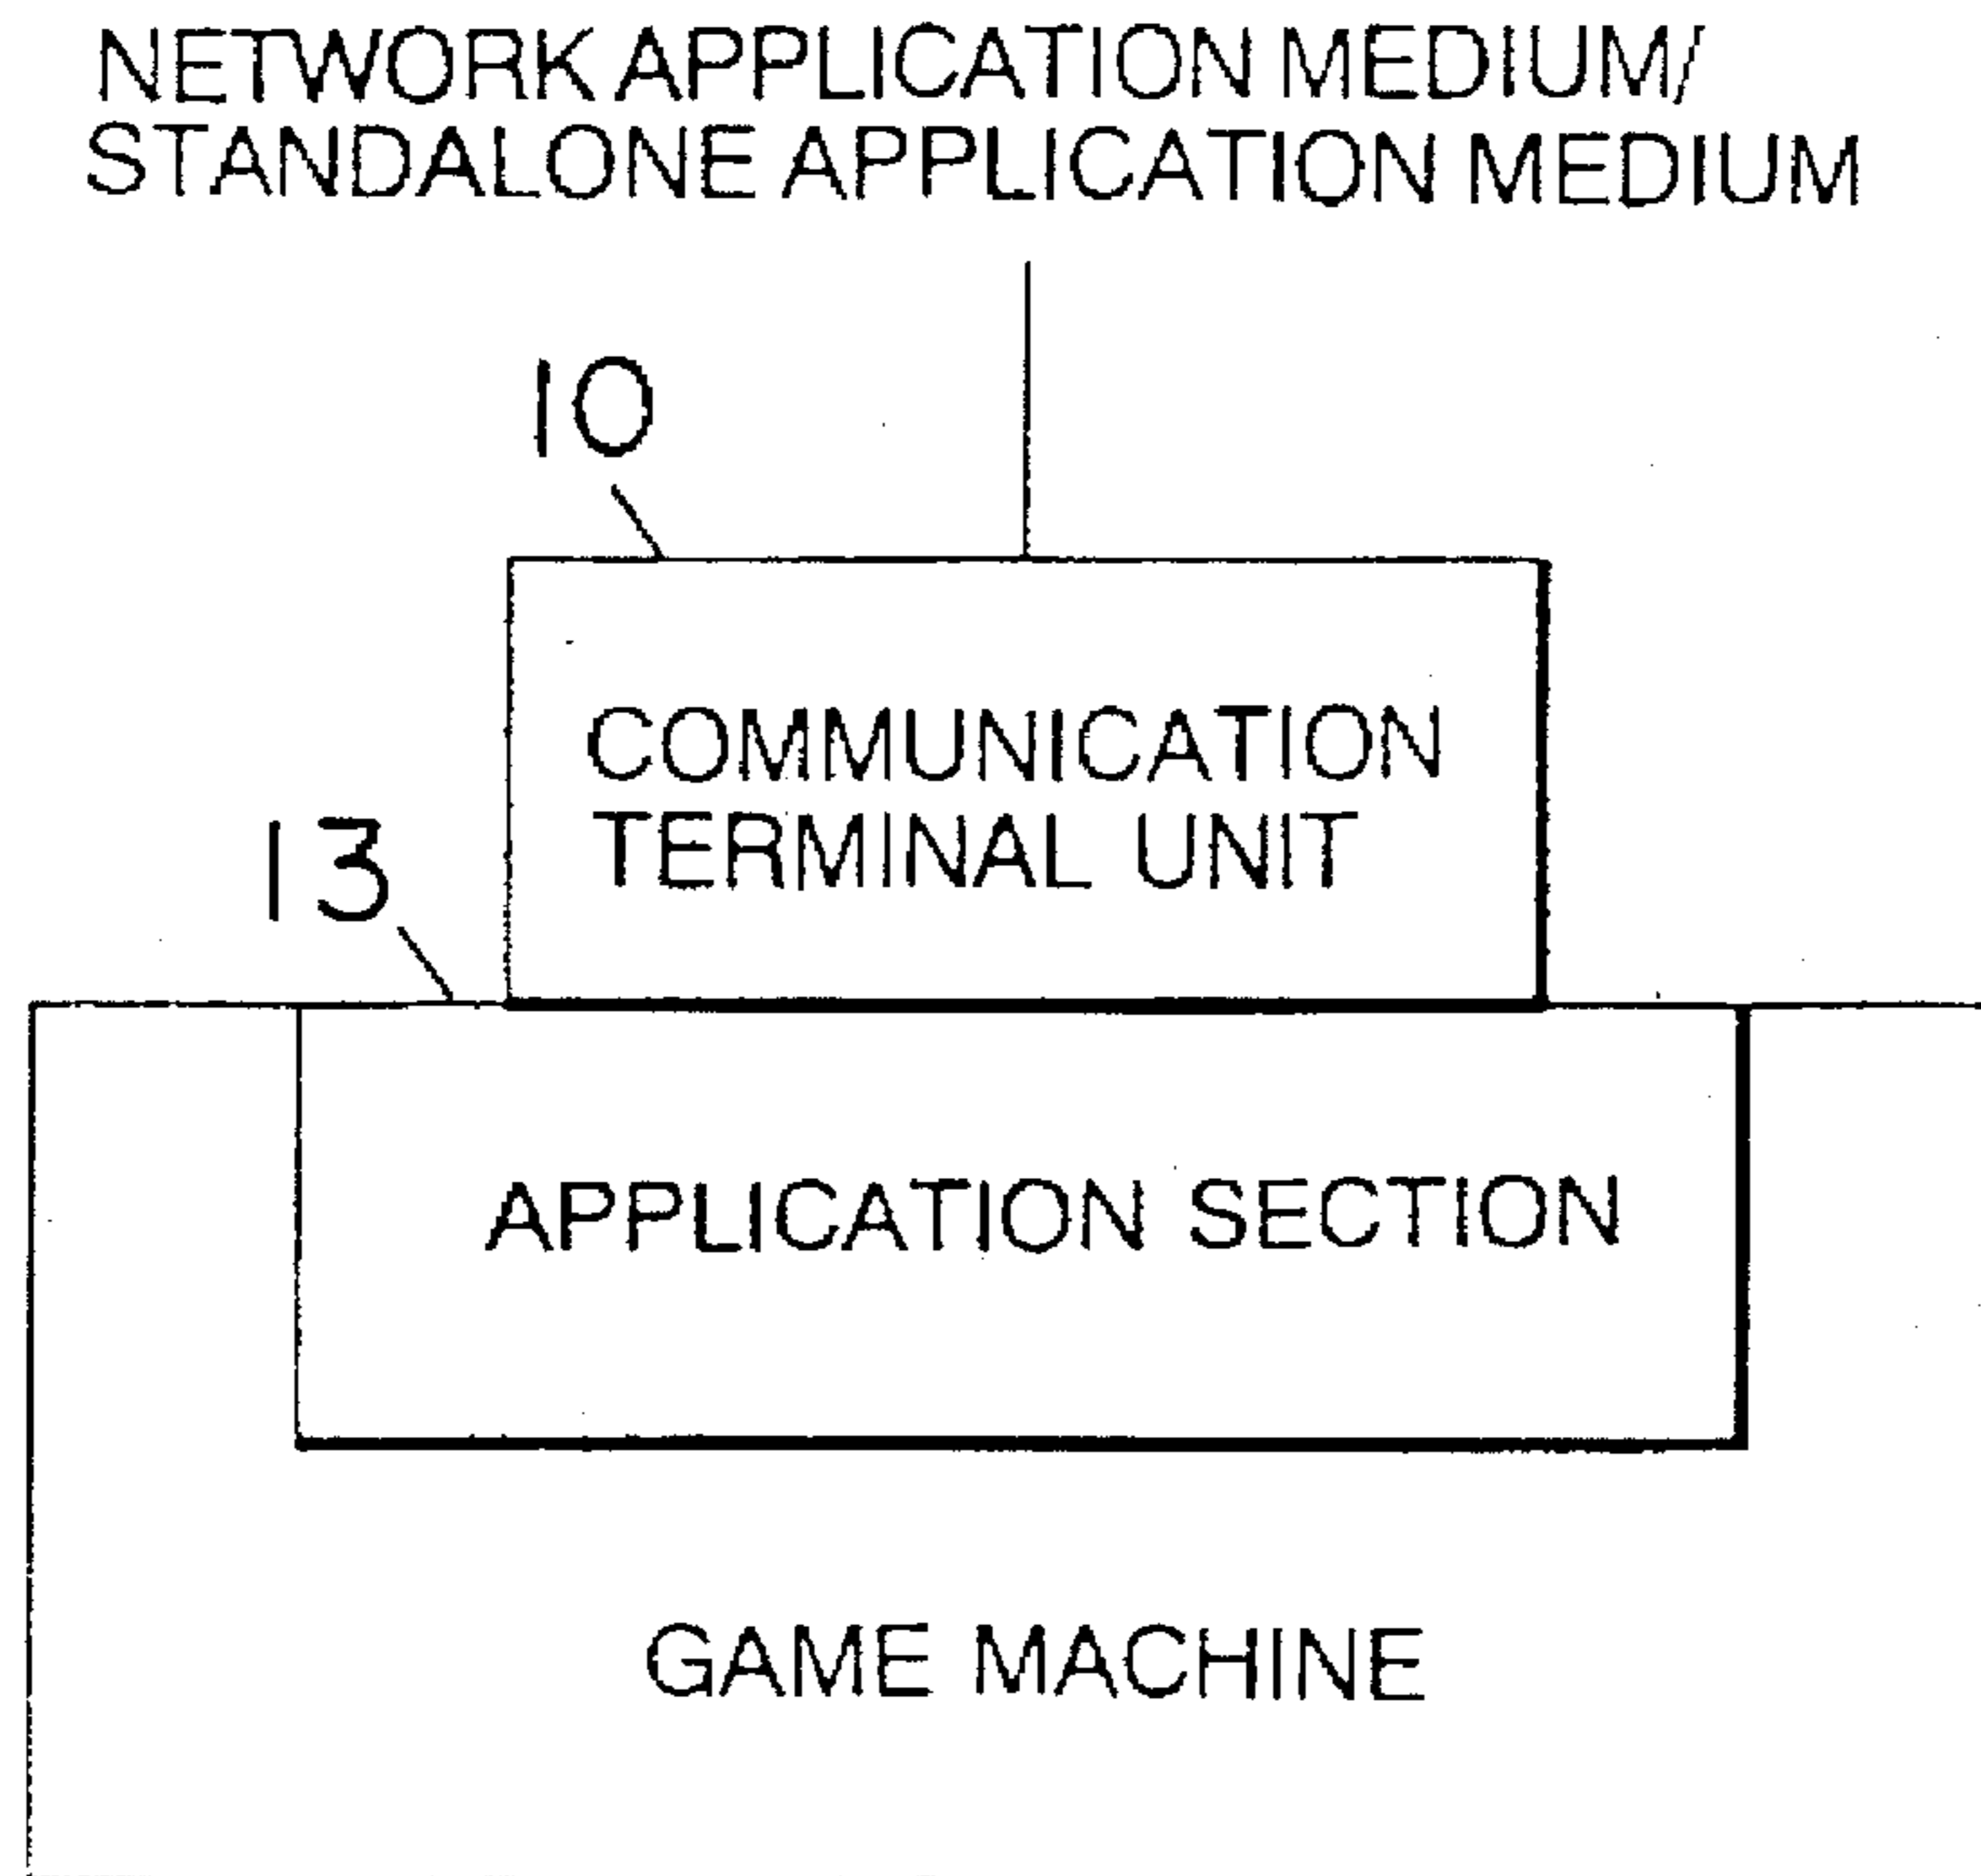 NETWORK APPLICATION MEDIUM/
STANDALONE APPLICATION MEDIUM
10
COMMUNICATION
TERMINAL UNIT
13
APPLICATION SECTION
GAME MACHINE